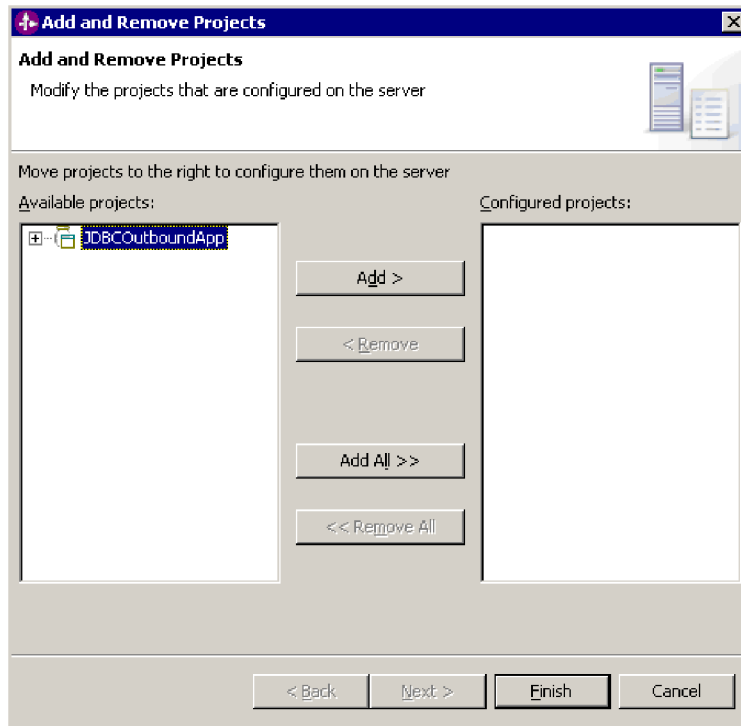 Add and Remove Projects
Add and Remove Projects
Modify the projects that are configured on the server
Move projects to the right to configure them on the server
Available projects:
Configured projects:
JDBCOutboundApp
Add >
< Remove
Add All >>
<< Remove All
< Back
Next >
Finish
Cancel